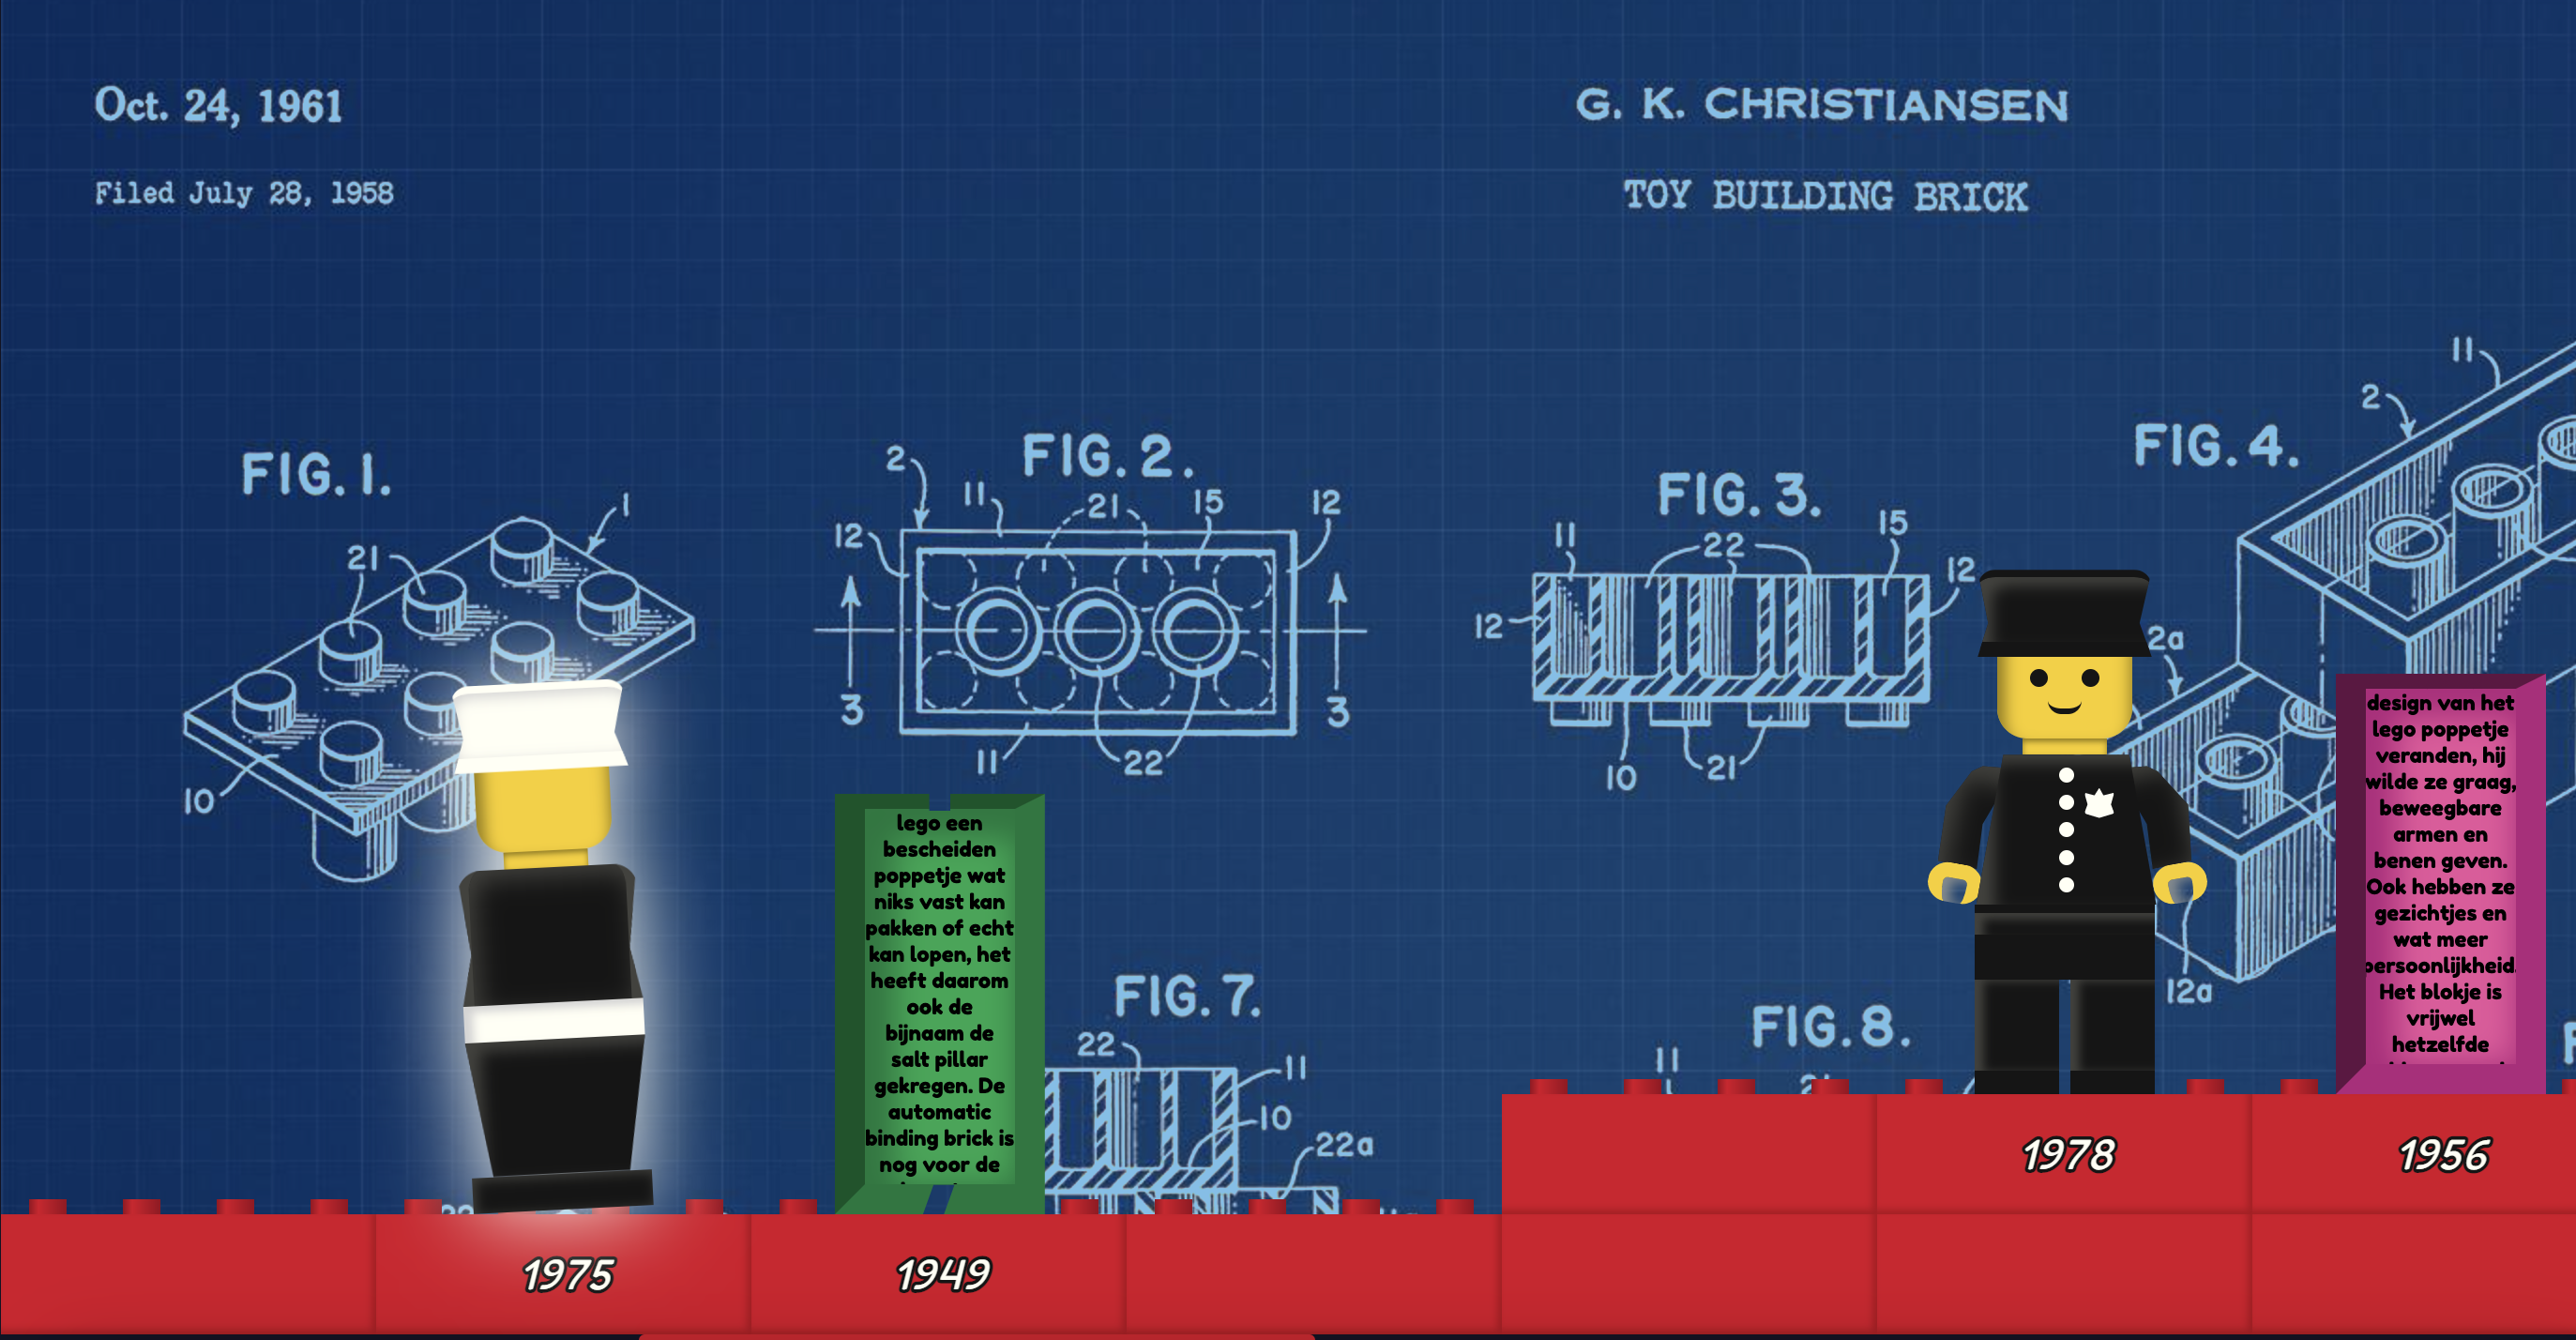 Oct. 24, 1961
Filed July 28, 1958
G. K. CHRISTIANSEN
TOY BUILDING BRICK
FIG. 1.
1
21
10
FIG. 2.
2
11
21
15
12
12
3
3
11
22
FIG. 3.
11
22
15
12
12
10
21
FIG. 4.
11
2
2a
12a
lego een
bescheiden
poppetje wat
niks vast kan
pakken of echt
kan lopen, het
heeft daarom
ook de
bijnaam de
salt pillar
gekregen. De
automatic
binding brick is
nog voor de
FIG. 7.
22
11
10
22a
FIG. 8.
11
design van het
lego poppetje
veranden, hij
wilde ze graag,
beweegbare
armen en
benen geven.
Ook hebben ze
gezichtjes en
wat meer
persoonlijkheid.
Het blokje is
vrijwel
hetzelfde
1975
1949
1978
1956